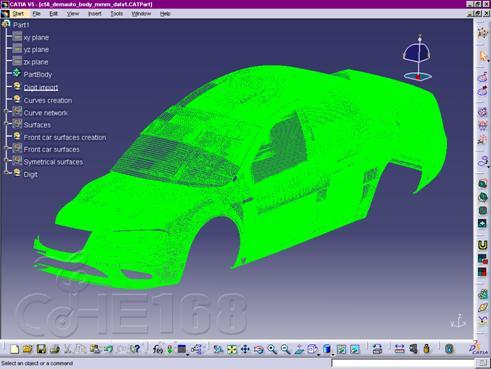 CATIA V5 - [c58_demauto_body_mmm_data1.CATPart]
Start File Edit View Insert Tools Window Help
Part1
xy plane
yz plane
zx plane
PartBody
Digit import
Curves creation
Curve network
Surfaces
Front car surfaces creation
Front car surfaces
Symetrical surfaces
Digit
CHE168
CATIA
Select an object or a command